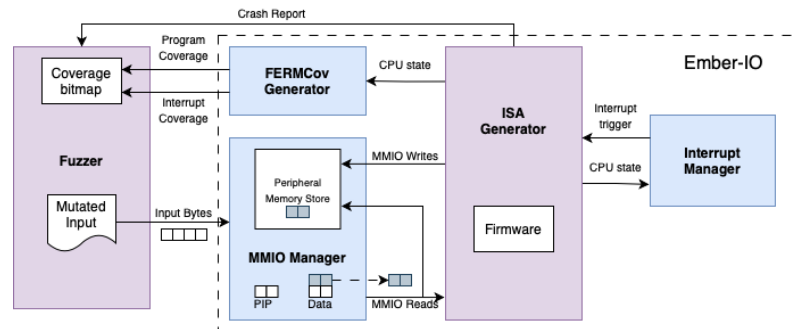 Crash Report
Ember-IO
Fuzzer
Coverage
bitmap
Mutated
Input
Program
Coverage
Interrupt
Coverage
Input Bytes
FERMCov
Generator
CPU state
Peripheral
Memory Store
MMIO Manager
PIP
Data
MMIO Writes
MMIO Reads
ISA
Generator
Firmware
Interrupt
trigger
CPU state
Interrupt
Manager